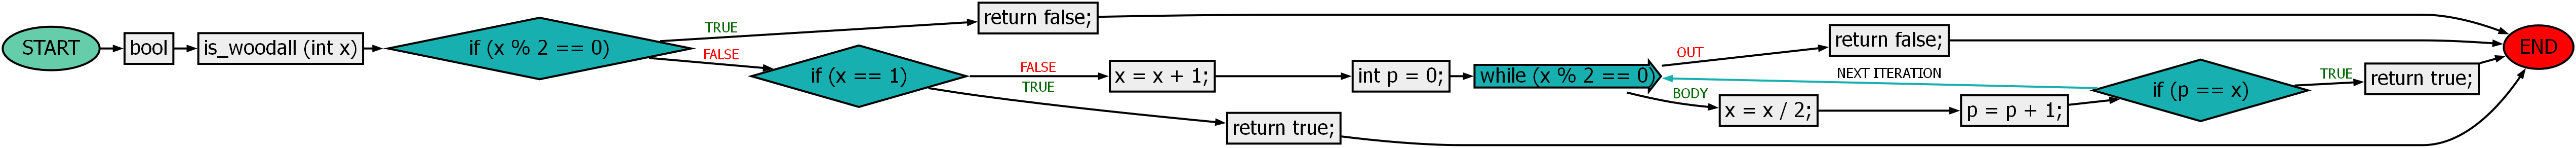 START
bool
is_woodall (int x)
if (x % 2 == 0)
TRUE
return false;
FALSE
if (x == 1)
FALSE
x = x + 1;
int p = 0;
while (x % 2 == 0)
OUT
return false;
NEXT ITERATION
BODY
x = x / 2;
p = p + 1;
if (p == x)
TRUE
return true;
TRUE
return true;
END